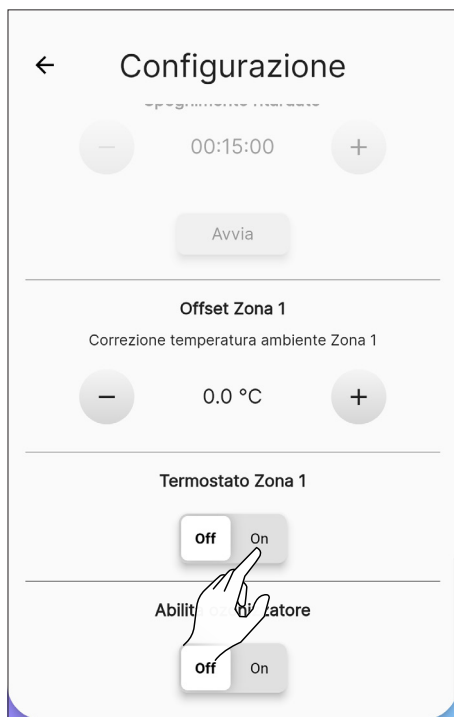 Configurazione
00:15:00
Avvia
Offset Zona 1
Correzione temperatura ambiente Zona 1
0.0 °C
Termostato Zona 1
Off On
Off On